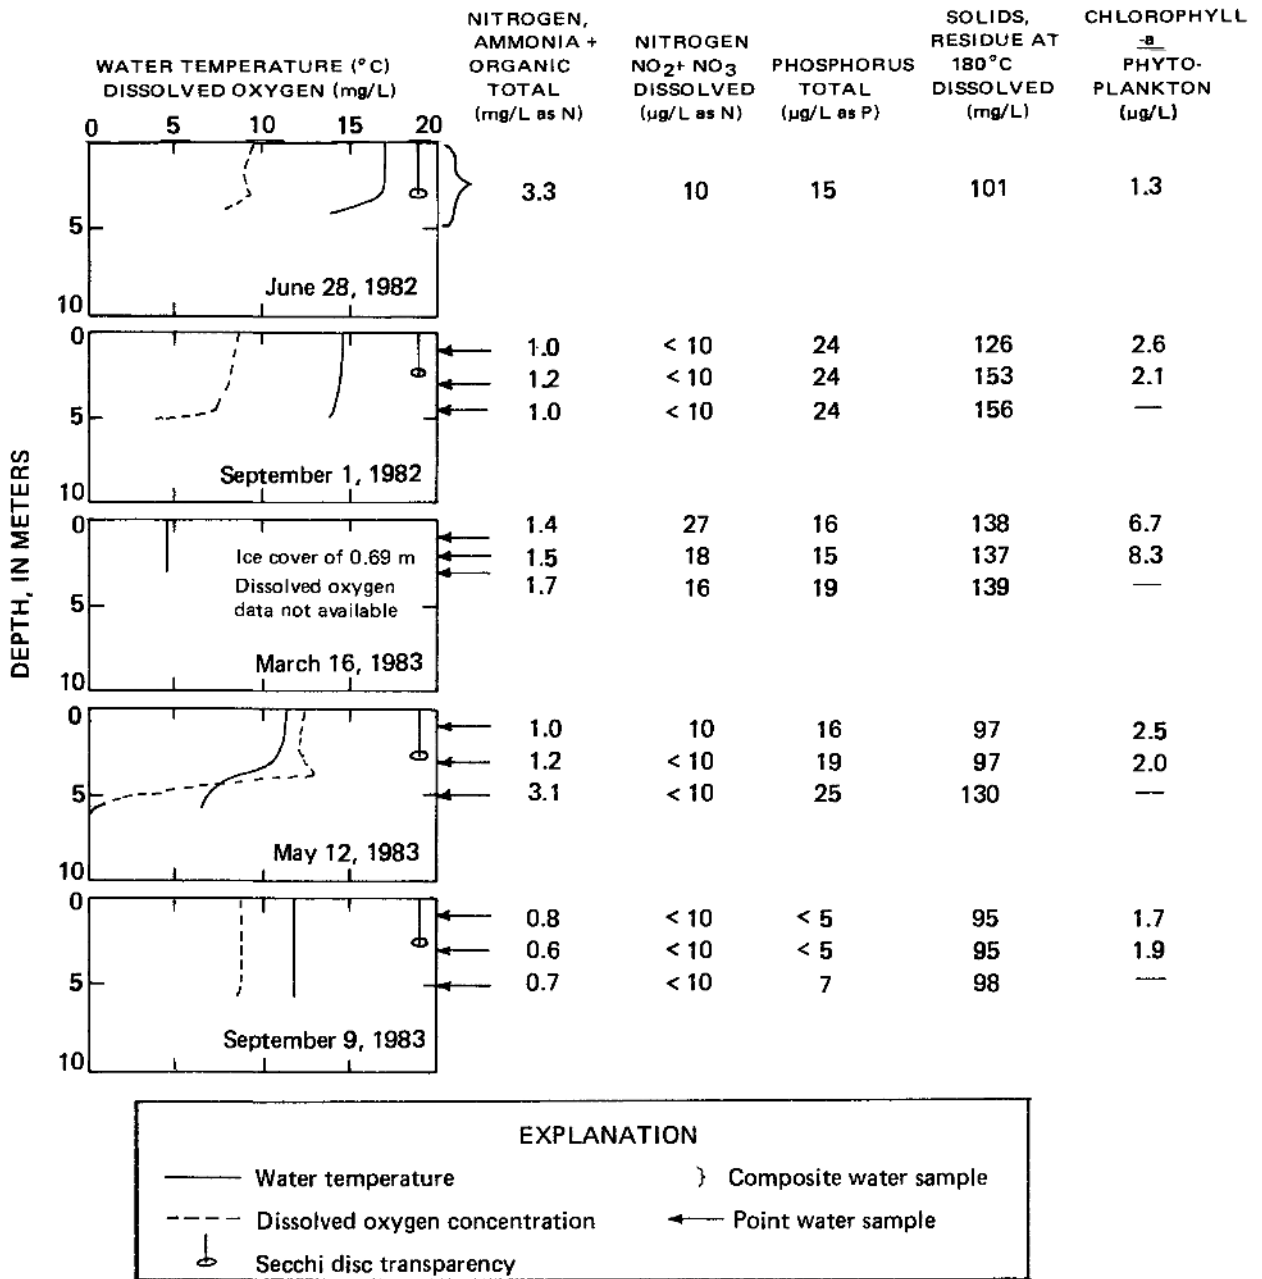 WATER TEMPERATURE (°C)
DISSOLVED OXYGEN (mg/L)
NITROGEN,
AMMONIA +
ORGANIC
TOTAL
(mg/L as N)
NITROGEN
NO2+ NO3
DISSOLVED
(µg/L as N)
PHOSPHORUS
TOTAL
(µg/L as P)
SOLIDS,
RESIDUE AT
180°C
DISSOLVED
(mg/L)
CHLOROPHYLL
-a
PHYTO-
PLANKTON
(µg/L)
0 5 10 15 20
3.3 10 15 101 1.3
5
June 28, 1982
10
0
1.0 < 10 24 126 2.6
1.2 < 10 24 153 2.1
5 1.0 < 10 24 156 —
September 1, 1982
10
DEPTH, IN METERS
0 1.4 27 16 138 6.7
Ice cover of 0.69 m 1.5 18 15 137 8.3
Dissolved oxygen 1.7 16 19 139 —
5 data not available
March 16, 1983
10
0
1.0 10 16 97 2.5
1.2 < 10 19 97 2.0
5 3.1 < 10 25 130 —
May 12, 1983
10
0
0.8 < 10 < 5 95 1.7
0.6 < 10 < 5 95 1.9
5 0.7 < 10 7 98 —
September 9, 1983
10
EXPLANATION
Water temperature
} Composite water sample
Dissolved oxygen concentration
Point water sample
Secchi disc transparency